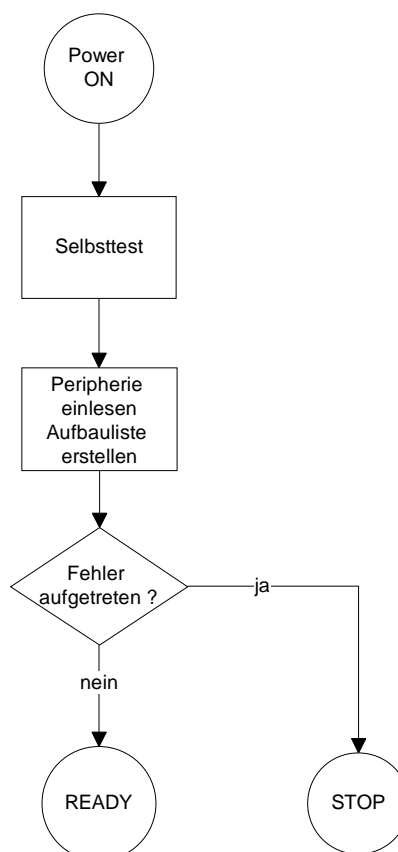 Power
ON
Selbsttest
Peripherie
einlesen
Aufbauliste
erstellen
Fehler
aufgetreten ?
ja
nein
READY
STOP